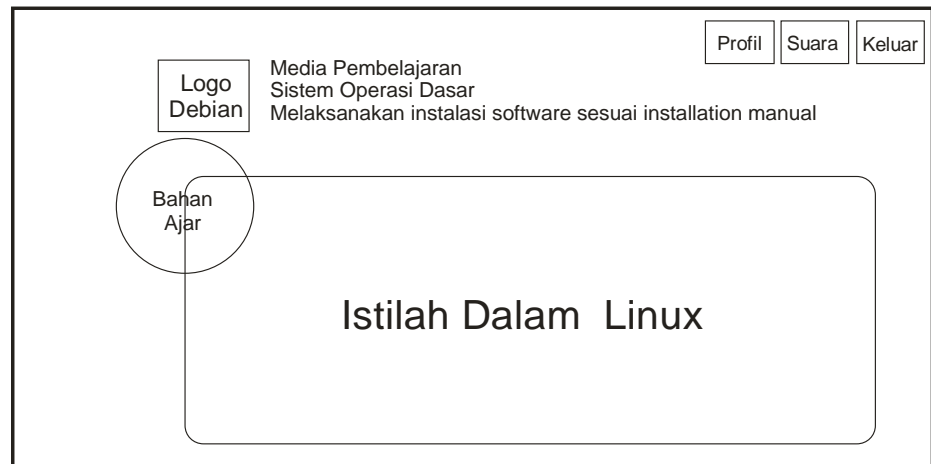 Profil
Suara
Keluar
Logo
Debian
Media Pembelajaran
Sistem Operasi Dasar
Melaksanakan instalasi software sesuai installation manual
Bahan
Ajar
Istilah Dalam Linux